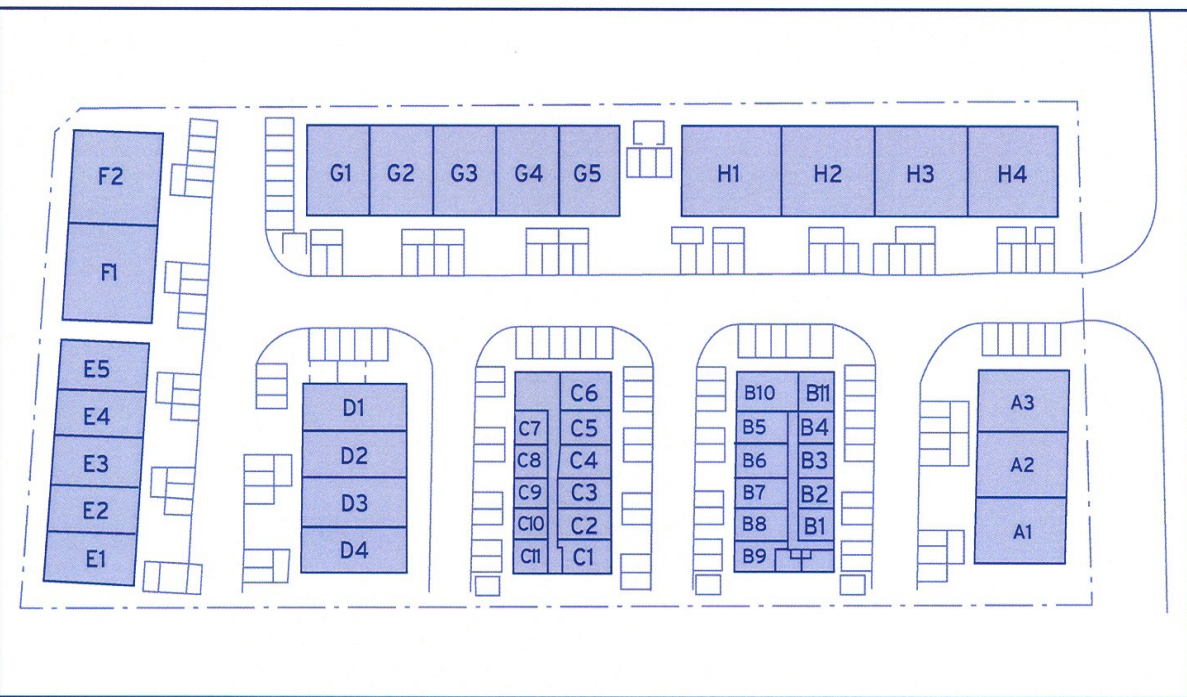 F2
F1
G1 G2 G3 G4 G5
H1 H2 H3 H4
E5
E4
E3
E2
E1
D1
D2
D3
D4
C6
C7 C5
C8 C4
C9 C3
C10 C2
C11 C1
B10 B11
B5 B4
B6 B3
B7 B2
B8 B1
B9
A3
A2
A1